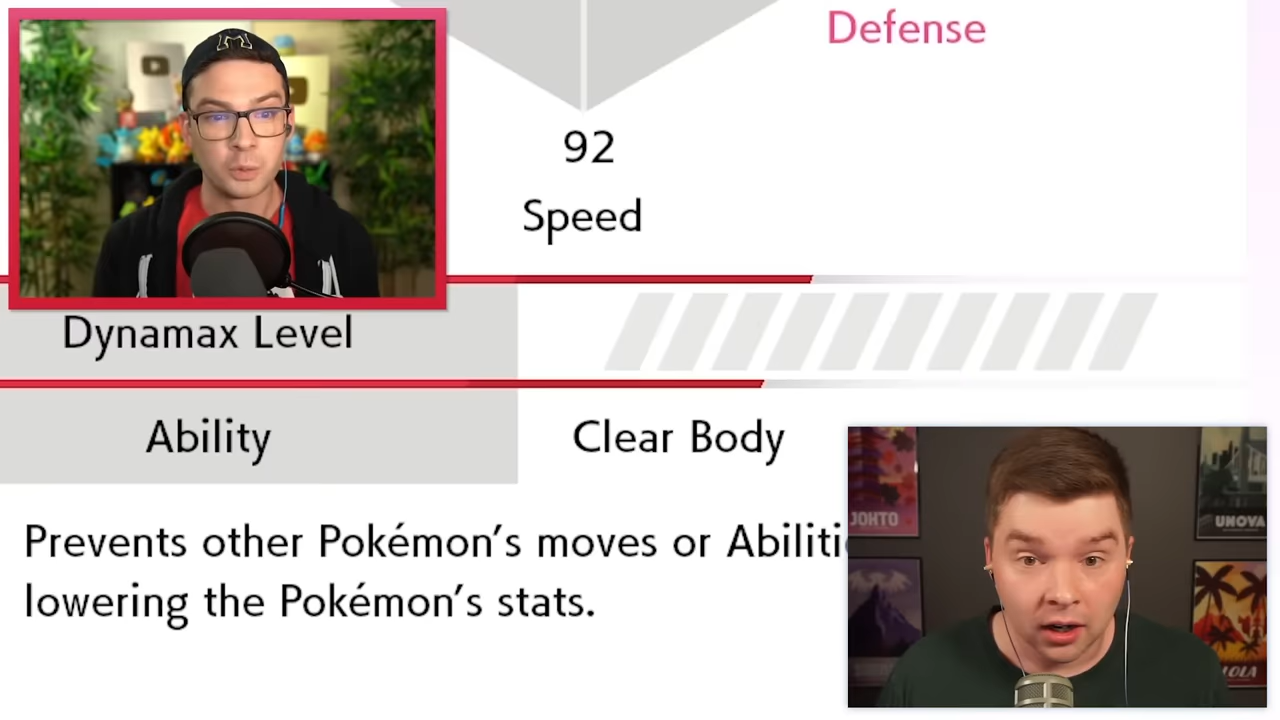 Defense
92
Speed
Dynamax Level
Ability
Clear Body
Prevents other Pokémon's moves or Abiliti
lowering the Pokémon's stats.
JOHTO
UNOVA
LOLA